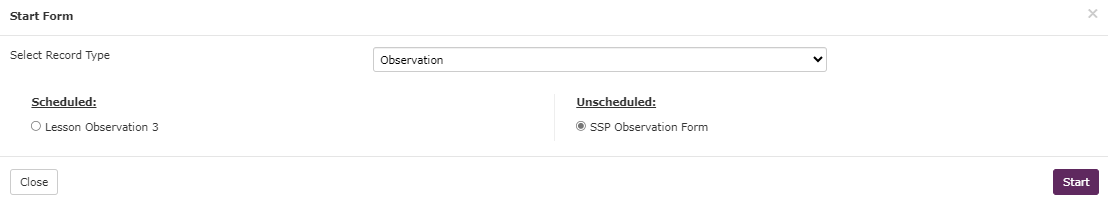 Start Form
×
Select Record Type
Observation
Scheduled:
Lesson Observation 3
Unscheduled:
SSP Observation Form
Close
Start